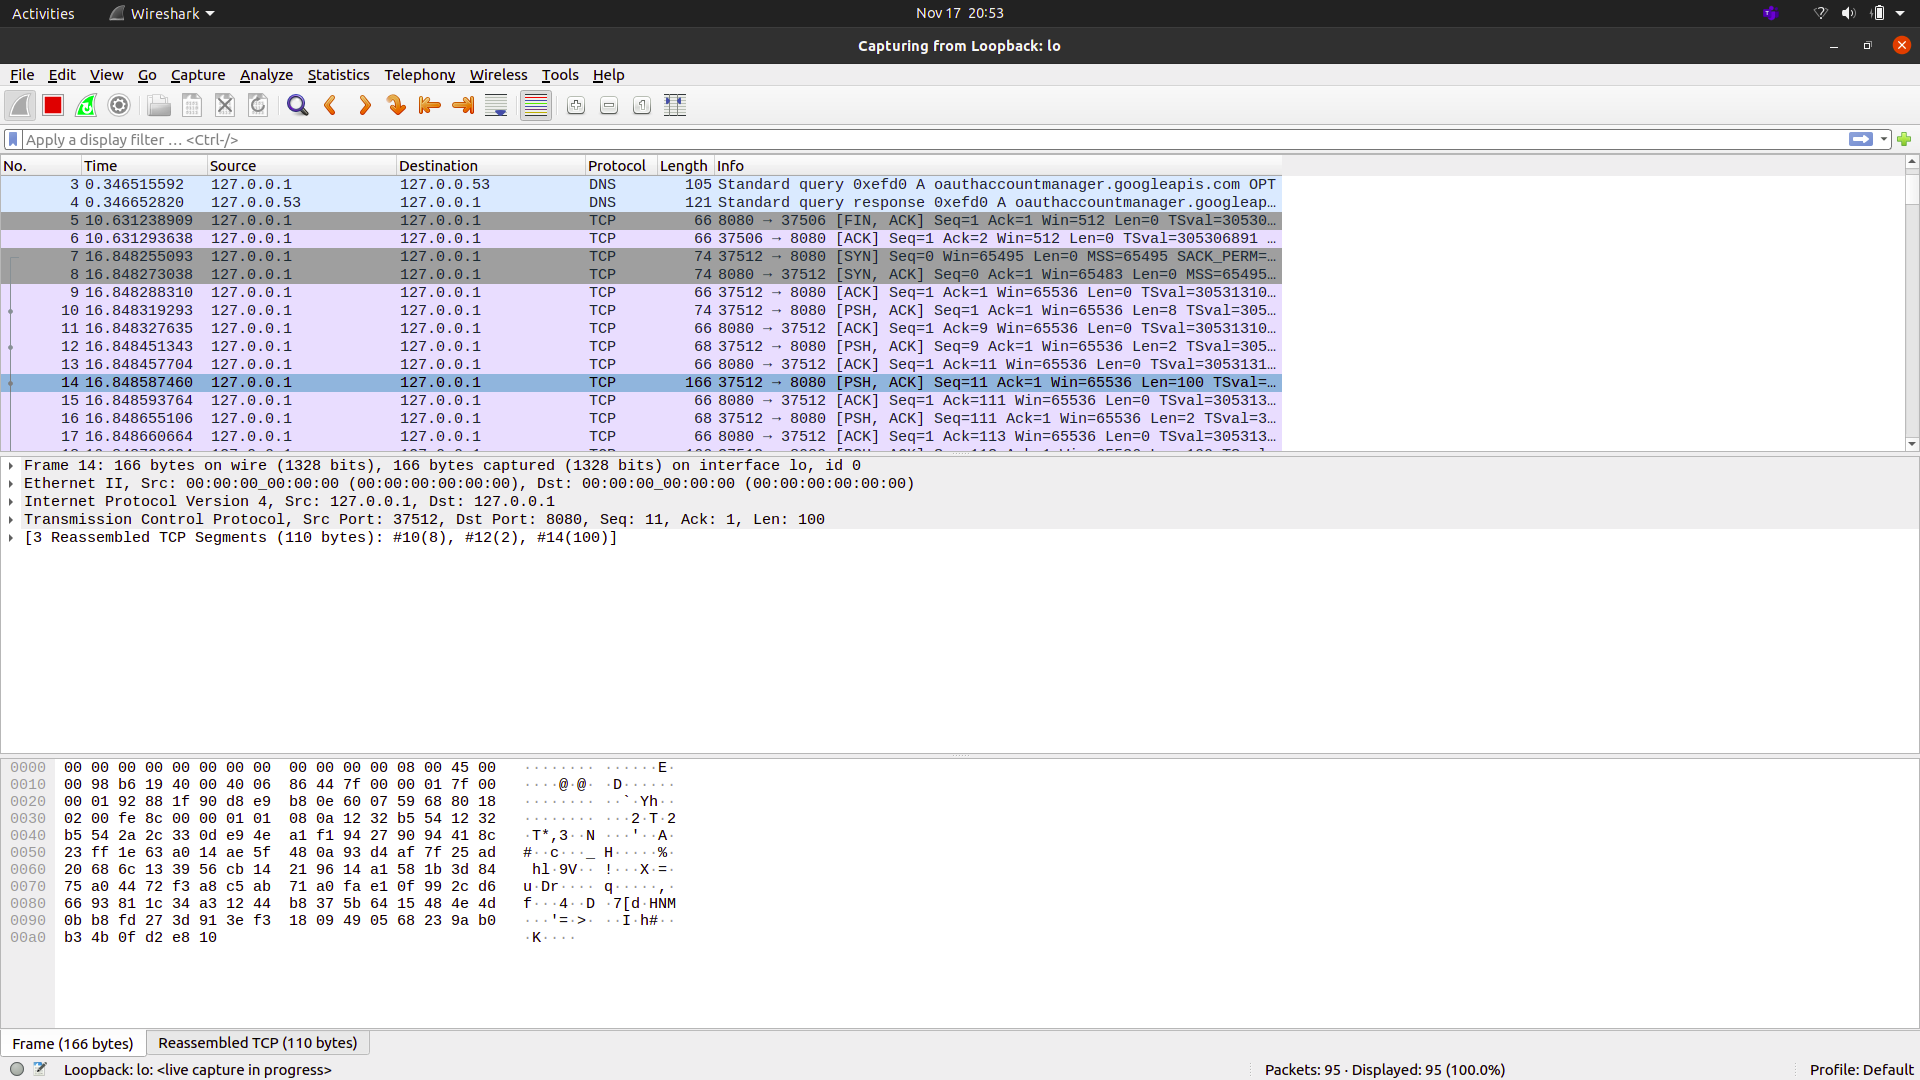 Activities Wireshark Nov 17 20:53
Capturing from Loopback: lo
File Edit View Go Capture Analyze Statistics Telephony Wireless Tools Help
Apply a display filter … <Ctrl-/>
No. Time Source Destination Protocol Length Info
3 0.346515592 127.0.0.1 127.0.0.53 DNS 105 Standard query 0xefd0 A oauthaccountmanager.googleapis.com OPT
4 0.346652820 127.0.0.53 127.0.0.1 DNS 121 Standard query response 0xefd0 A oauthaccountmanager.googleap…
5 10.631238909 127.0.0.1 127.0.0.1 TCP 66 8080 → 37506 [FIN, ACK] Seq=1 Ack=1 Win=512 Len=0 TSval=30530…
6 10.631293638 127.0.0.1 127.0.0.1 TCP 66 37506 → 8080 [ACK] Seq=1 Ack=2 Win=512 Len=0 TSval=305306891 …
7 16.848255093 127.0.0.1 127.0.0.1 TCP 74 37512 → 8080 [SYN] Seq=0 Win=65495 Len=0 MSS=65495 SACK_PERM=…
8 16.848273038 127.0.0.1 127.0.0.1 TCP 74 8080 → 37512 [SYN, ACK] Seq=0 Ack=1 Win=65483 Len=0 MSS=65495…
9 16.848288310 127.0.0.1 127.0.0.1 TCP 66 37512 → 8080 [ACK] Seq=1 Ack=1 Win=65536 Len=0 TSval=30531310…
10 16.848319293 127.0.0.1 127.0.0.1 TCP 74 37512 → 8080 [PSH, ACK] Seq=1 Ack=1 Win=65536 Len=8 TSval=305…
11 16.848327635 127.0.0.1 127.0.0.1 TCP 66 8080 → 37512 [ACK] Seq=1 Ack=9 Win=65536 Len=0 TSval=30531310…
12 16.848451343 127.0.0.1 127.0.0.1 TCP 68 37512 → 8080 [PSH, ACK] Seq=9 Ack=1 Win=65536 Len=2 TSval=305…
13 16.848457704 127.0.0.1 127.0.0.1 TCP 66 8080 → 37512 [ACK] Seq=1 Ack=11 Win=65536 Len=0 TSval=3053131…
14 16.848587460 127.0.0.1 127.0.0.1 TCP 166 37512 → 8080 [PSH, ACK] Seq=11 Ack=1 Win=65536 Len=100 TSval=…
15 16.848593764 127.0.0.1 127.0.0.1 TCP 66 8080 → 37512 [ACK] Seq=1 Ack=111 Win=65536 Len=0 TSval=305313…
16 16.848655106 127.0.0.1 127.0.0.1 TCP 68 37512 → 8080 [PSH, ACK] Seq=111 Ack=1 Win=65536 Len=2 TSval=3…
17 16.848660664 127.0.0.1 127.0.0.1 TCP 66 8080 → 37512 [ACK] Seq=1 Ack=113 Win=65536 Len=0 TSval=305313…
Frame 14: 166 bytes on wire (1328 bits), 166 bytes captured (1328 bits) on interface lo, id 0
Ethernet II, Src: 00:00:00_00:00:00 (00:00:00:00:00:00), Dst: 00:00:00_00:00:00 (00:00:00:00:00:00)
Internet Protocol Version 4, Src: 127.0.0.1, Dst: 127.0.0.1
Transmission Control Protocol, Src Port: 37512, Dst Port: 8080, Seq: 11, Ack: 1, Len: 100
[3 Reassembled TCP Segments (110 bytes): #10(8), #12(2), #14(100)]
0000 00 00 00 00 00 00 00 00 00 00 00 00 08 00 45 00 ········ ······E·
0010 00 98 b6 19 40 00 40 06 86 44 7f 00 00 01 7f 00 ····@·@· ·D······
0020 00 01 92 88 1f 90 d8 e9 b8 0e 60 07 59 68 80 18 ········ ··`·Yh··
0030 02 00 fe 8c 00 00 01 01 08 0a 12 32 b5 54 12 32 ········ ···2·T·2
0040 b5 54 2a 2c 33 0d e9 4e a1 f1 94 27 90 94 41 8c ·T*,3··N ···'··A·
0050 23 ff 1e 63 a0 14 ae 5f 48 0a 93 d4 af 7f 25 ad #··c···_ H·····%·
0060 20 68 6c 13 39 56 cb 14 21 96 14 a1 58 1b 3d 84 hl·9V·· !···X·=·
0070 75 a0 44 72 f3 a8 c5 ab 71 a0 fa e1 0f 99 2c d6 u·Dr···· q·····,·
0080 66 93 81 1c 34 a3 12 44 b8 37 5b 64 15 48 4e 4d f···4··D ·7[d·HNM
0090 0b b8 fd 27 3d 91 3e f3 18 09 49 05 68 23 9a b0 ···'=·>· ··I·h#··
00a0 b3 4b 0f d2 e8 10 ·K····
Frame (166 bytes) Reassembled TCP (110 bytes)
Loopback: lo: <live capture in progress> Packets: 95 · Displayed: 95 (100.0%) Profile: Default